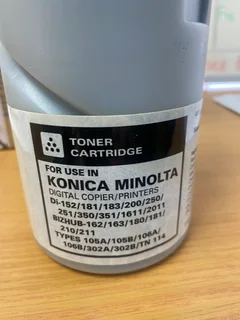 TONER
CARTRIDGE
FOR USE IN
KONICA MINOLTA
DIGITAL COPIER/PRINTERS
Di-152/181/183/200/250/
251/350/351/1611/2011
BIZHUB-162/163/180/181/
210/211
TYPES 105A/105B/106A/
106B/302A/302B/TN 114